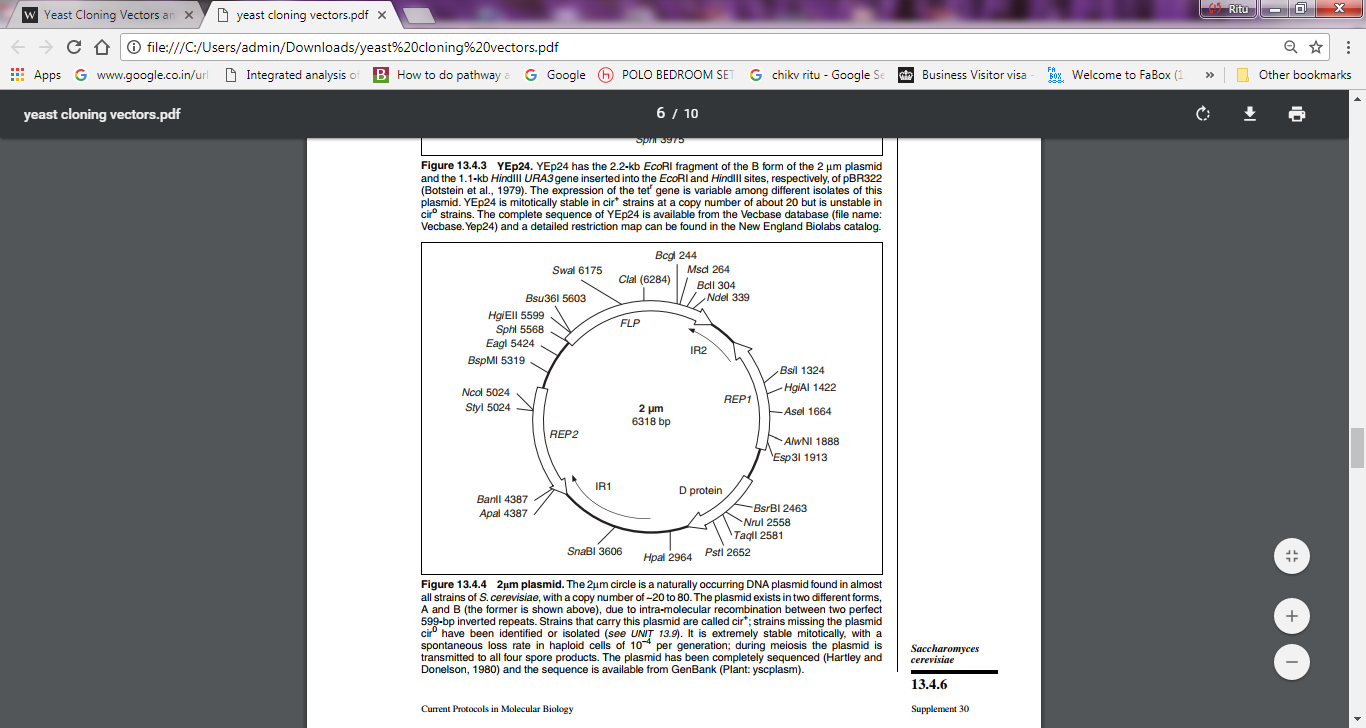 Yeast Cloning Vectors an
yeast cloning vectors.pdf
Ritu
file:///C:/Users/admin/Downloads/yeast%20cloning%20vectors.pdf
Apps
www.google.co.in/url
Integrated analysis of
How to do pathway a
Google
POLO BEDROOM SET
chikv ritu - Google Se
Business Visitor visa -
Welcome to FaBox (1
»
Other bookmarks
yeast cloning vectors.pdf
6 / 10
SphI 3975
Figure 13.4.3 YEp24. YEp24 has the 2.2-kb EcoRI fragment of the B form of the 2 μm plasmid
and the 1.1-kb HindIII URA3 gene inserted into the EcoRI and HindIII sites, respectively, of pBR322
(Botstein et al., 1979). The expression of the tetʳ gene is variable among different isolates of this
plasmid. YEp24 is mitotically stable in cir⁺ strains at a copy number of about 20 but is unstable in
cir⁰ strains. The complete sequence of YEp24 is available from the Vecbase database (file name:
Vecbase.Yep24) and a detailed restriction map can be found in the New England Biolabs catalog.
BcgI 244
SwaI 6175
MscI 264
ClaI (6284)
BclI 304
Bsu36I 5603
NdeI 339
HgiEII 5599
FLP
SphI 5568
EagI 5424
IR2
BspMI 5319
BsiI 1324
HgiAI 1422
NcoI 5024
REP1
StyI 5024
2 μm
AseI 1664
6318 bp
REP2
AlwNI 1888
Esp3I 1913
IR1
D protein
BanII 4387
ApaI 4387
BsrBI 2463
NruI 2558
TaqII 2581
SnaBI 3606
HpaI 2964
PstI 2652
Figure 13.4.4 2μm plasmid. The 2μm circle is a naturally occurring DNA plasmid found in almost
all strains of S. cerevisiae, with a copy number of ~20 to 80. The plasmid exists in two different forms,
A and B (the former is shown above), due to intra-molecular recombination between two perfect
599-bp inverted repeats. Strains that carry this plasmid are called cir⁺; strains missing the plasmid
cir⁰ have been identified or isolated (see UNIT 13.9). It is extremely stable mitotically, with a
spontaneous loss rate in haploid cells of 10⁻⁴ per generation; during meiosis the plasmid is
transmitted to all four spore products. The plasmid has been completely sequenced (Hartley and
Donelson, 1980) and the sequence is available from GenBank (Plant: yscplasm).
Saccharomyces
cerevisiae
13.4.6
Current Protocols in Molecular Biology
Supplement 30